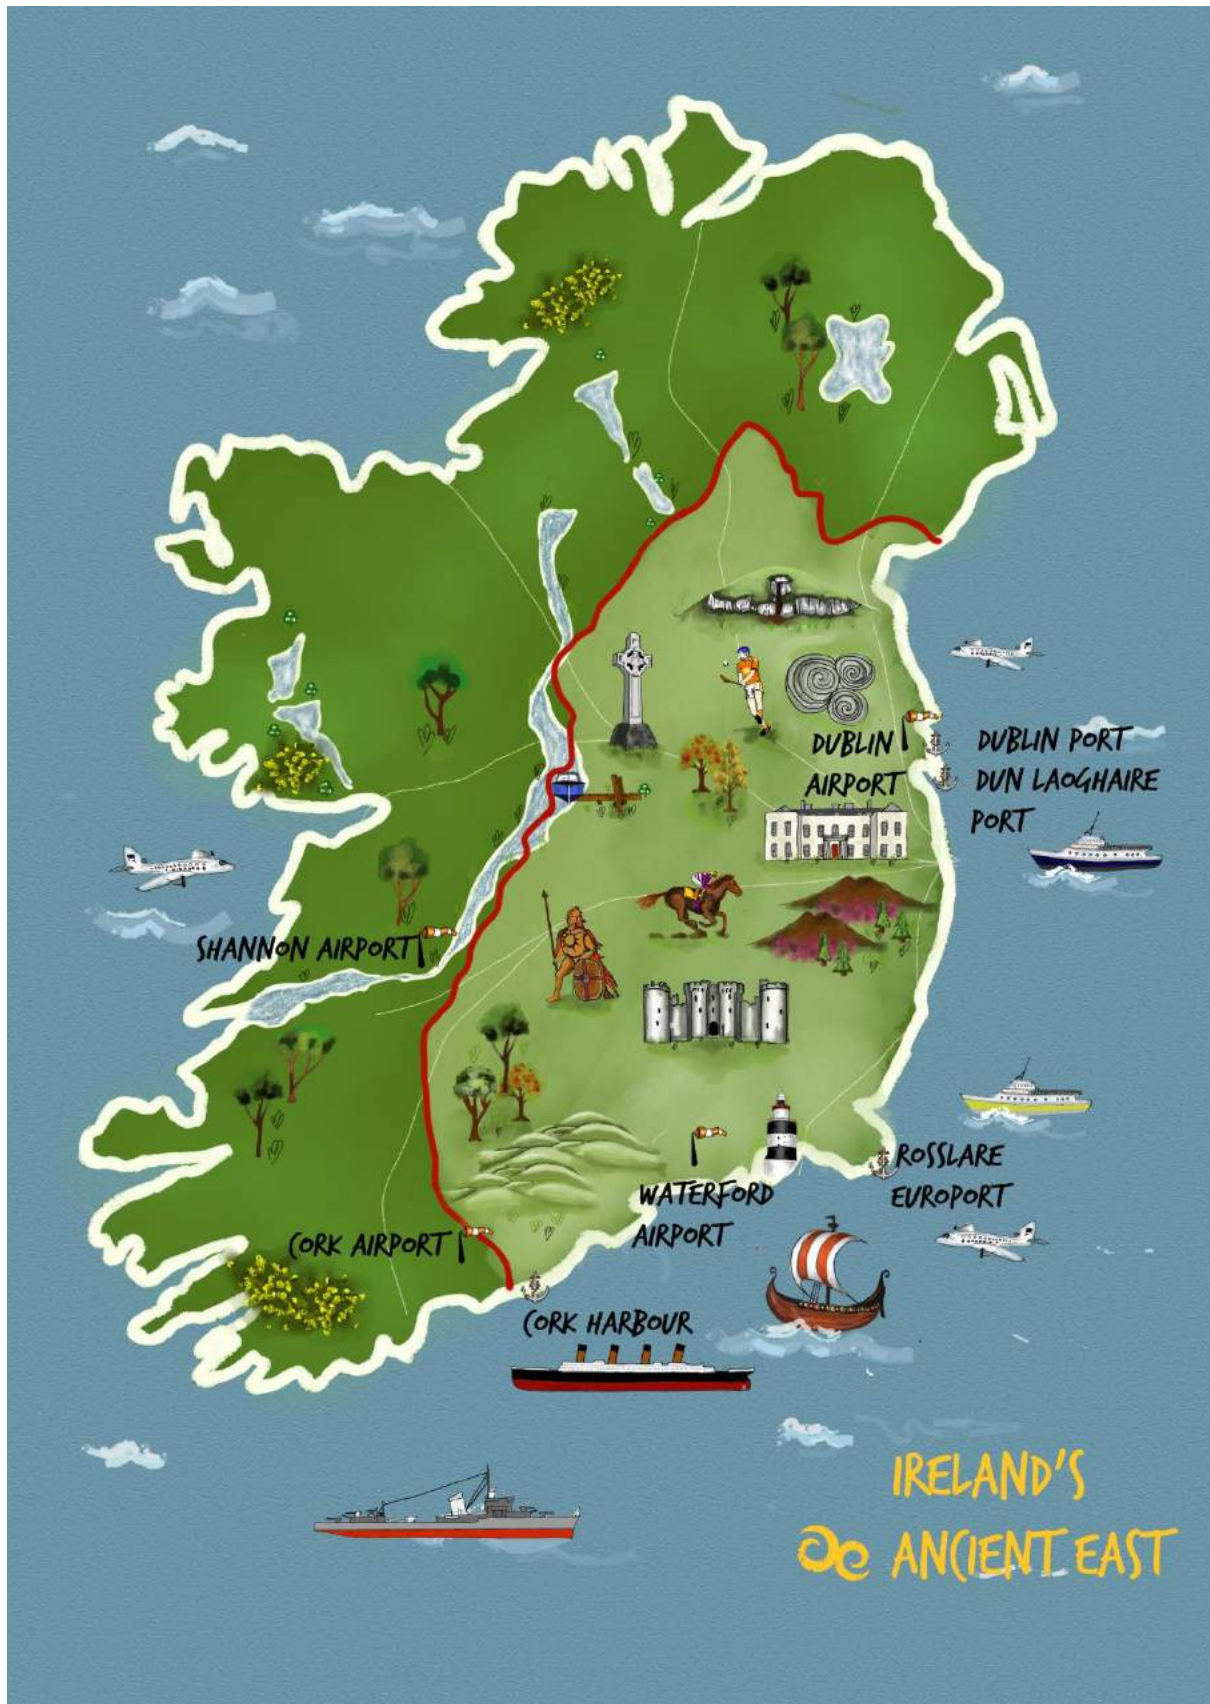 DUBLIN
AIRPORT
DUBLIN PORT
DUN LAOGHAIRE
PORT
SHANNON AIRPORT
ROSSLARE
EUROPORT
WATERFORD
AIRPORT
CORK AIRPORT
CORK HARBOUR
IRELAND'S
ANCIENT EAST